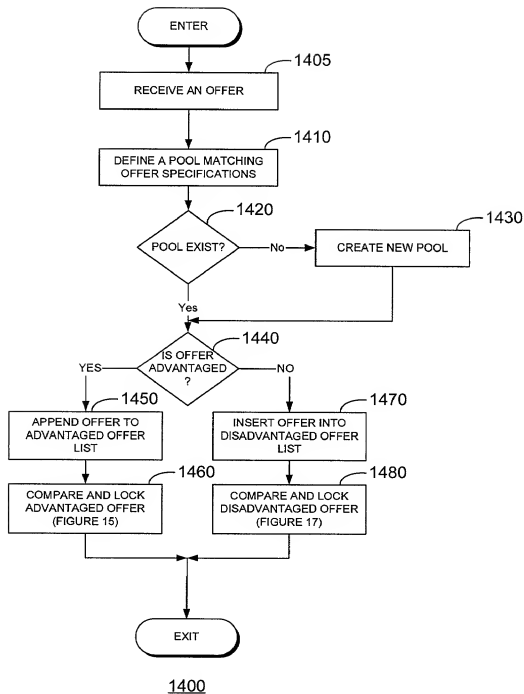 ENTER
1405
RECEIVE AN OFFER
1410
DEFINE A POOL MATCHING
OFFER SPECIFICATIONS
1420
POOL EXIST?
No
1430
CREATE NEW POOL
Yes
1440
IS OFFER
ADVANTAGED
?
YES
NO
1450
APPEND OFFER TO
ADVANTAGED OFFER
LIST
1470
INSERT OFFER INTO
DISADVANTAGED OFFER
LIST
1460
COMPARE AND LOCK
ADVANTAGED OFFER
(FIGURE 15)
1480
COMPARE AND LOCK
DISADVANTAGED OFFER
(FIGURE 17)
EXIT
1400